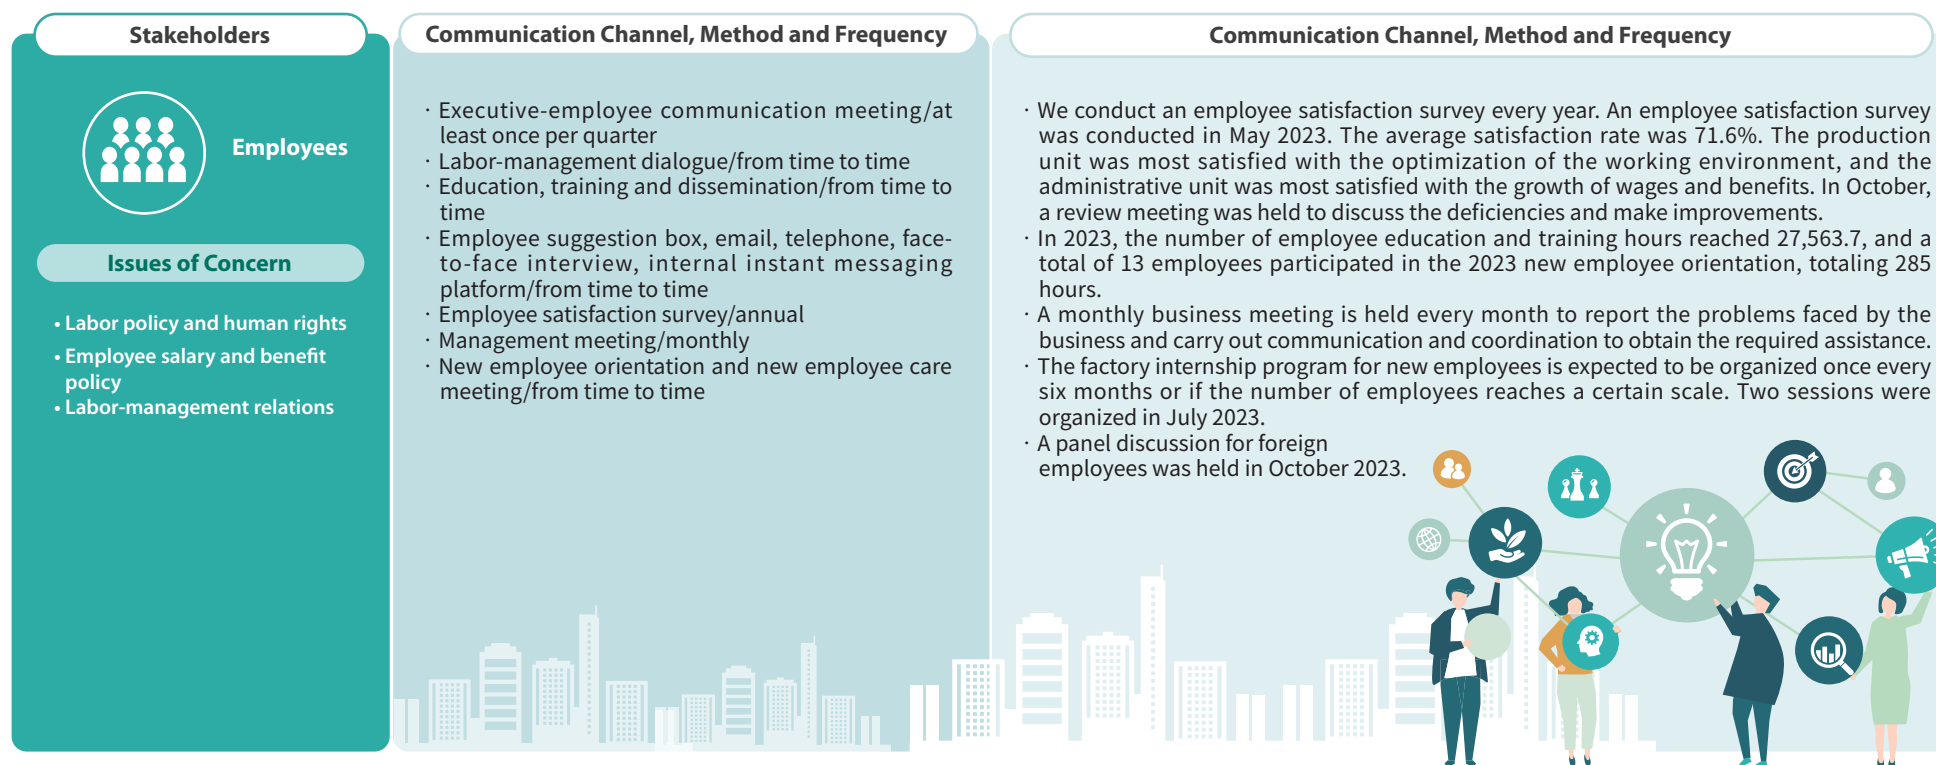 Stakeholders
Employees
Issues of Concern
• Labor policy and human rights
• Employee salary and benefit
policy
• Labor-management relations
Communication Channel, Method and Frequency
· Executive-employee communication meeting/at
least once per quarter
· Labor-management dialogue/from time to time
· Education, training and dissemination/from time to
time
· Employee suggestion box, email, telephone, face-
to-face interview, internal instant messaging
platform/from time to time
· Employee satisfaction survey/annual
· Management meeting/monthly
· New employee orientation and new employee care
meeting/from time to time
Communication Channel, Method and Frequency
· We conduct an employee satisfaction survey every year. An employee satisfaction survey
was conducted in May 2023. The average satisfaction rate was 71.6%. The production
unit was most satisfied with the optimization of the working environment, and the
administrative unit was most satisfied with the growth of wages and benefits. In October,
a review meeting was held to discuss the deficiencies and make improvements.
· In 2023, the number of employee education and training hours reached 27,563.7, and a
total of 13 employees participated in the 2023 new employee orientation, totaling 285
hours.
· A monthly business meeting is held every month to report the problems faced by the
business and carry out communication and coordination to obtain the required assistance.
· The factory internship program for new employees is expected to be organized once every
six months or if the number of employees reaches a certain scale. Two sessions were
organized in July 2023.
· A panel discussion for foreign
employees was held in October 2023.